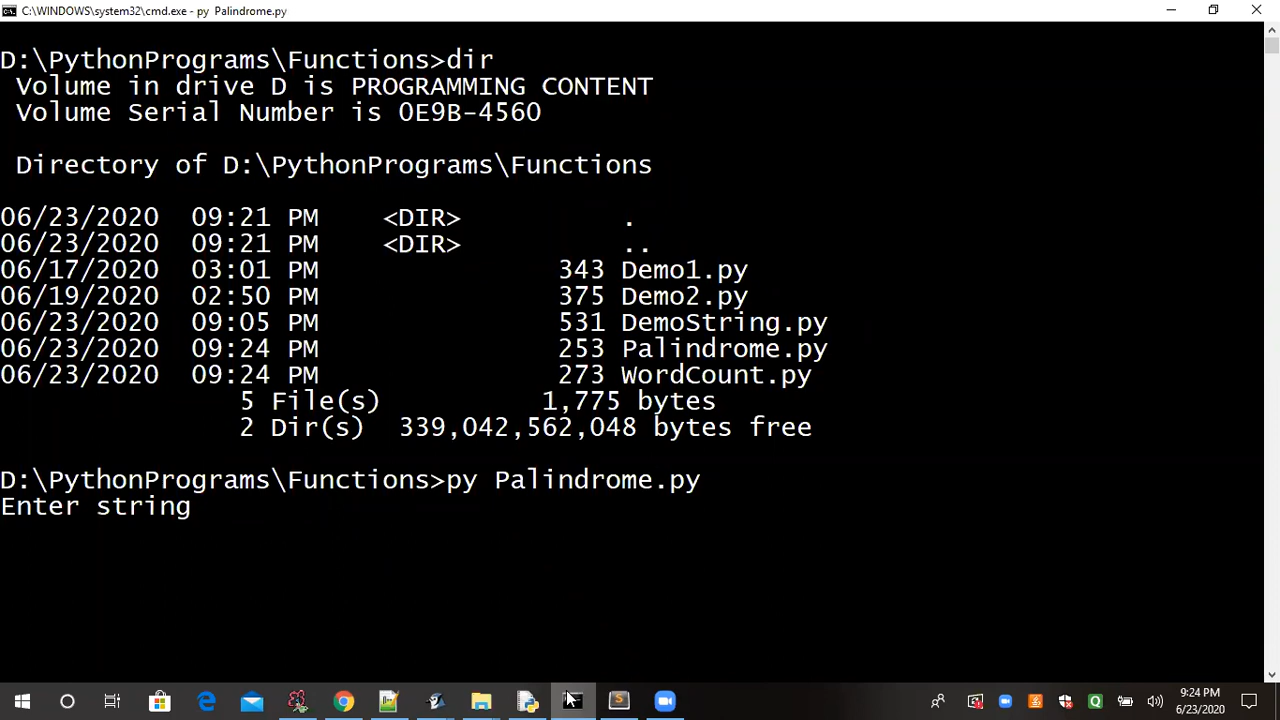 C:\WINDOWS\system32\cmd.exe - py  Palindrome.py
D:\PythonPrograms\Functions>dir
Volume in drive D is PROGRAMMING CONTENT
Volume Serial Number is 0E9B-4560
Directory of D:\PythonPrograms\Functions
06/23/2020  09:21 PM    <DIR>          .
06/23/2020  09:21 PM    <DIR>          ..
06/17/2020  03:01 PM               343 Demo1.py
06/19/2020  02:50 PM               375 Demo2.py
06/23/2020  09:05 PM               531 DemoString.py
06/23/2020  09:24 PM               253 Palindrome.py
06/23/2020  09:24 PM               273 WordCount.py
5 File(s)          1,775 bytes
2 Dir(s)  339,042,562,048 bytes free
D:\PythonPrograms\Functions>py Palindrome.py
Enter string
9:24 PM
6/23/2020